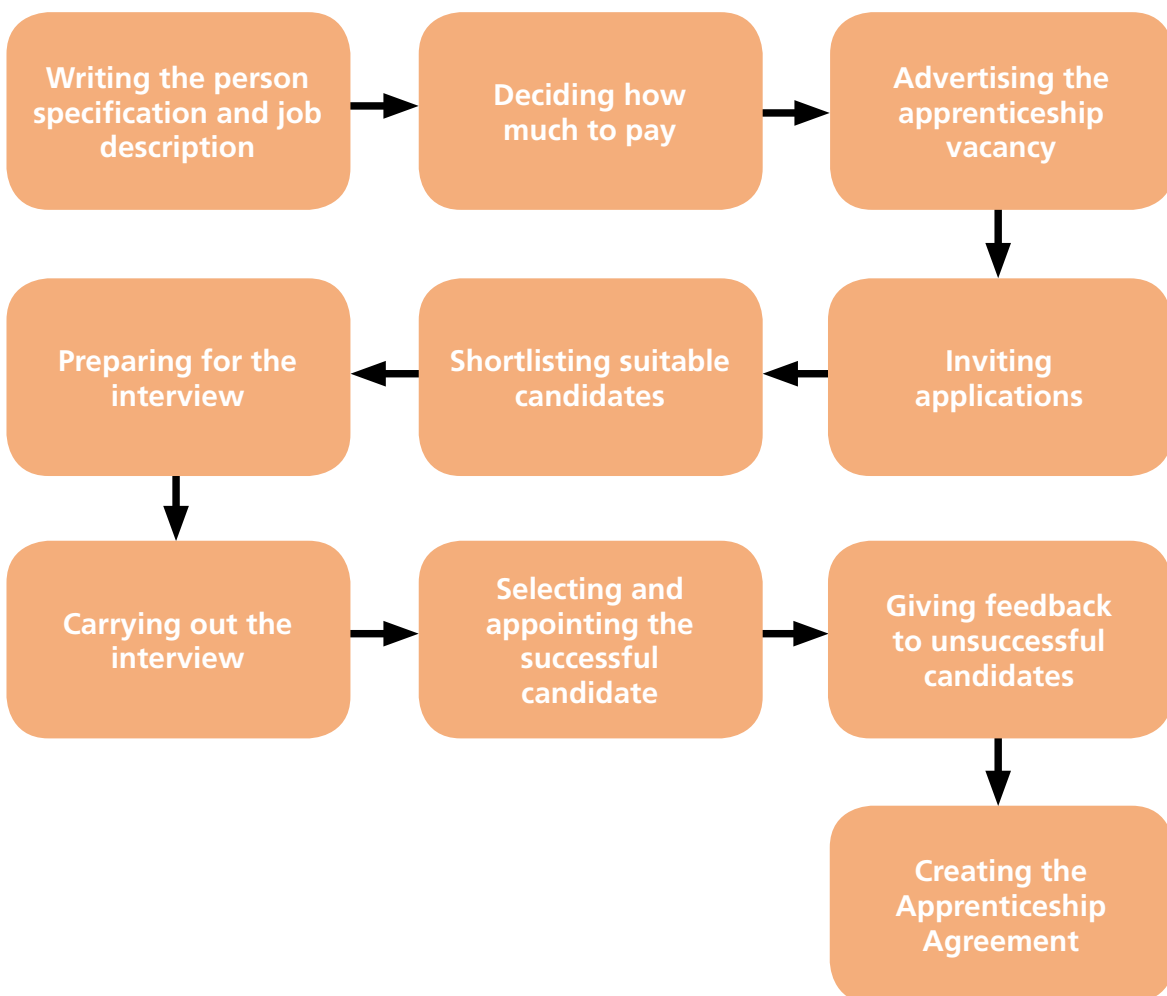 Writing the person
specification and job
description
Deciding how
much to pay
Advertising the
apprenticeship
vacancy
Inviting
applications
Shortlisting suitable
candidates
Preparing for the
interview
Carrying out the
interview
Selecting and
appointing the
successful
candidate
Giving feedback
to unsuccessful
candidates
Creating the
Apprenticeship
Agreement